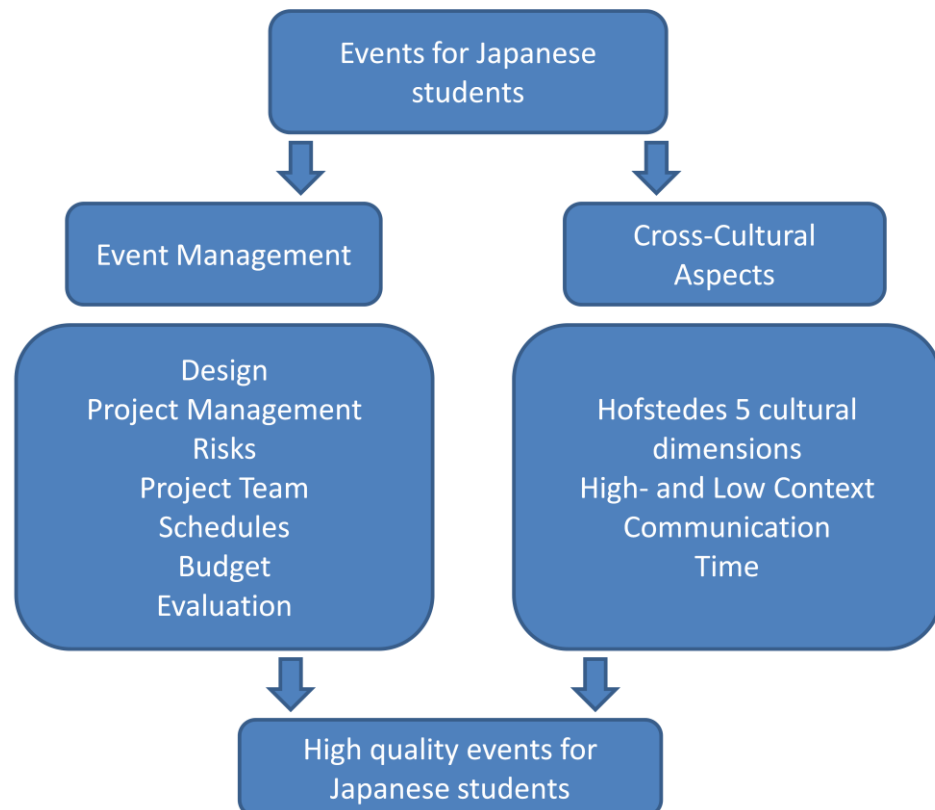 Events for Japanese
students
Event Management
Cross-Cultural
Aspects
Design
Project Management
Risks
Project Team
Schedules
Budget
Evaluation
Hofstedes 5 cultural
dimensions
High- and Low Context
Communication
Time
High quality events for
Japanese students